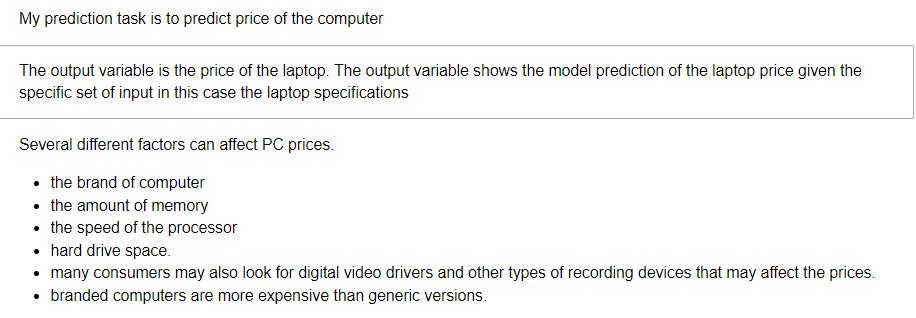 My prediction task is to predict price of the computer
The output variable is the price of the laptop. The output variable shows the model prediction of the laptop price given the
specific set of input in this case the laptop specifications
Several different factors can affect PC prices.
• the brand of computer
• the amount of memory
• the speed of the processor
• hard drive space.
• many consumers may also look for digital video drivers and other types of recording devices that may affect the prices.
• branded computers are more expensive than generic versions.